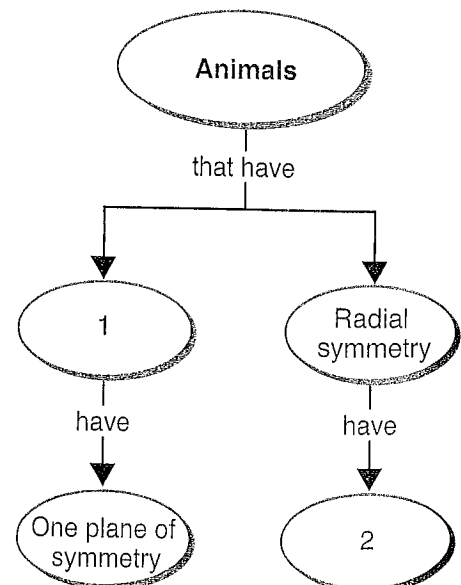 Animals
that have
1
Radial
symmetry
have
have
One plane of
symmetry
2